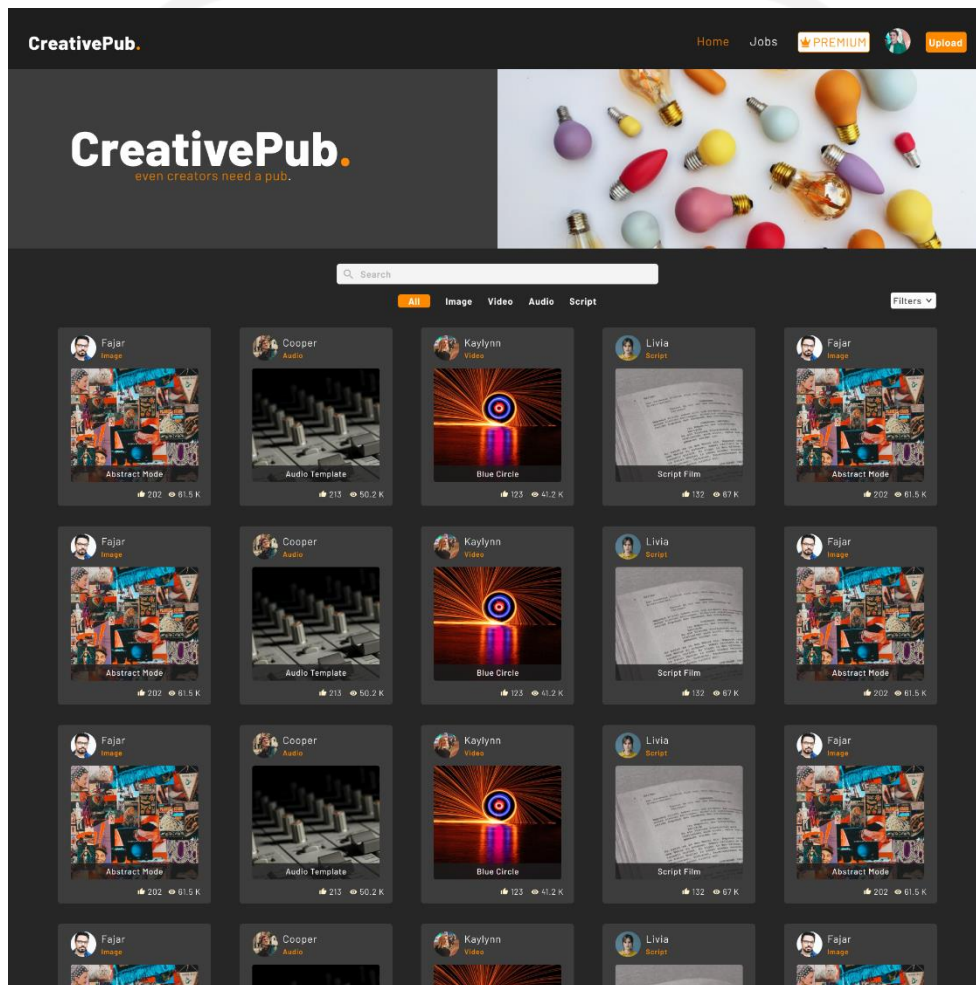 CreativePub.
Home Jobs PREMIUM Upload
CreativePub.
even creators need a pub.
Search
All Image Video Audio Script
Filters
Fajar Cooper Kaylynn Livia Fajar
Image Audio Video Script Image
Abstract Mode Audio Template Blue Circle Script Film Abstract Mode
202 61.5 K 213 50.2 K 123 41.2 K 132 67 K 202 61.5 K
Fajar Cooper Kaylynn Livia Fajar
Image Audio Video Script Image
Abstract Mode Audio Template Blue Circle Script Film Abstract Mode
202 61.5 K 213 50.2 K 123 41.2 K 132 67 K 202 61.5 K
Fajar Cooper Kaylynn Livia Fajar
Image Audio Video Script Image
Abstract Mode Audio Template Blue Circle Script Film Abstract Mode
202 61.5 K 213 50.2 K 123 41.2 K 132 67 K 202 61.5 K
Fajar Cooper Kaylynn Livia Fajar
Image Audio Video Script Image